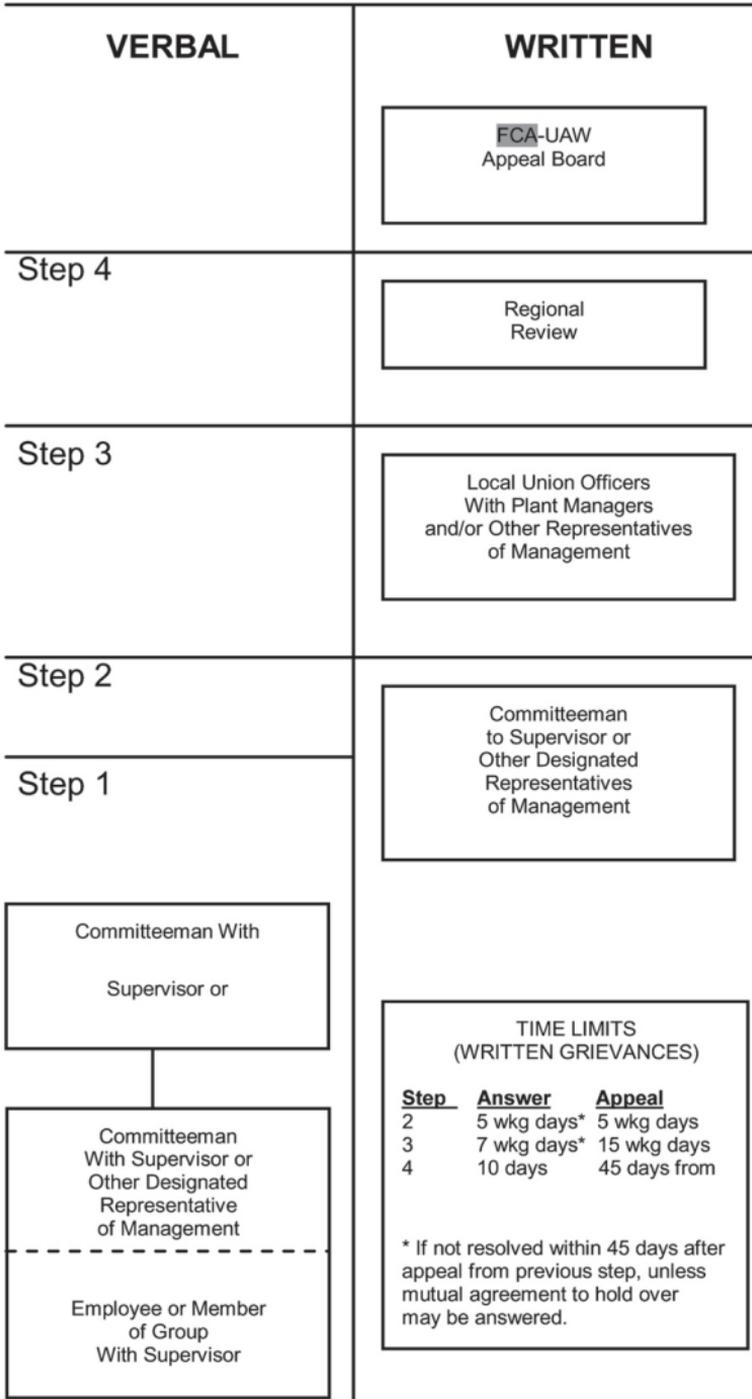 VERBAL
WRITTEN
FCA-UAW
Appeal Board
Step 4
Regional
Review
Step 3
Local Union Officers
With Plant Managers
and/or Other Representatives
of Management
Step 2
Committeeman
to Supervisor or
Other Designated
Representatives
of Management
Step 1
Committeeman With
Supervisor or
Committeeman
With Supervisor or
Other Designated
Representative
of Management
Employee or Member
of Group
With Supervisor
TIME LIMITS
(WRITTEN GRIEVANCES)
Step Answer Appeal
2 5 wkg days* 5 wkg days
3 7 wkg days* 15 wkg days
4 10 days 45 days from
* If not resolved within 45 days after
appeal from previous step, unless
mutual agreement to hold over
may be answered.